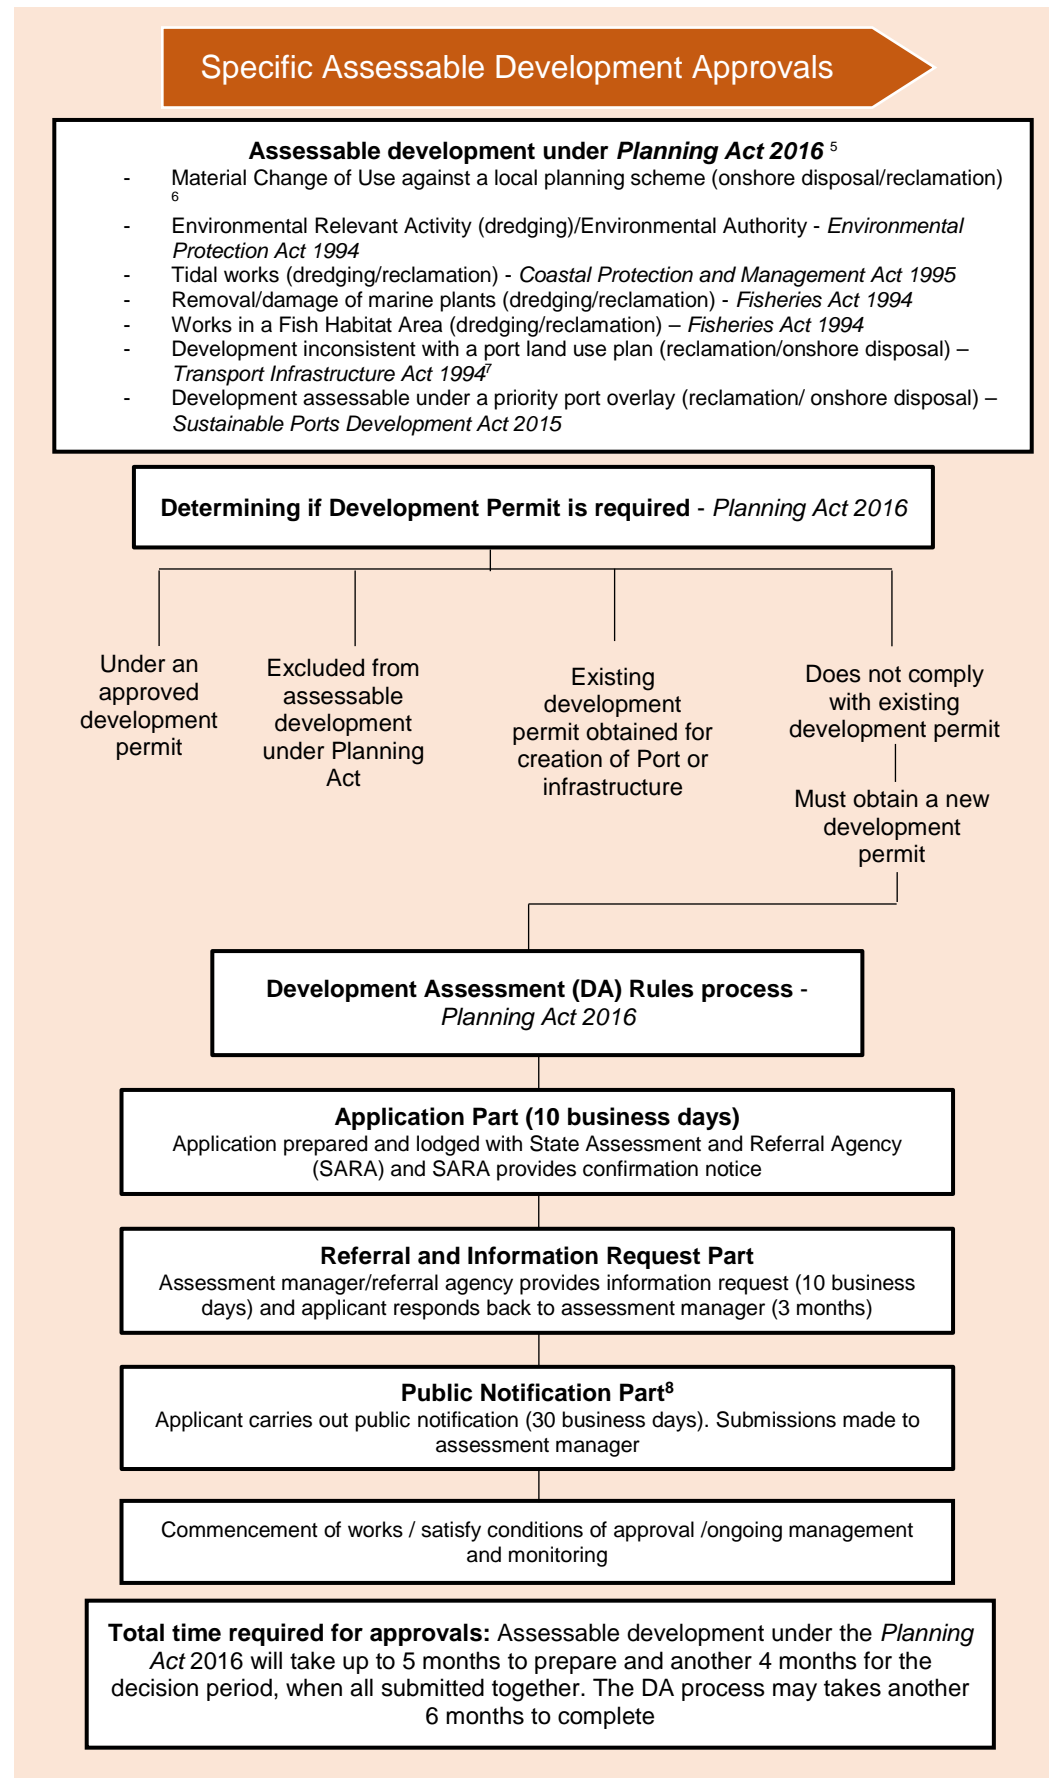 Specific Assessable Development Approvals
Assessable development under Planning Act 2016 5
- Material Change of Use against a local planning scheme (onshore disposal/reclamation)
6
- Environmental Relevant Activity (dredging)/Environmental Authority - Environmental
Protection Act 1994
- Tidal works (dredging/reclamation) - Coastal Protection and Management Act 1995
- Removal/damage of marine plants (dredging/reclamation) - Fisheries Act 1994
- Works in a Fish Habitat Area (dredging/reclamation) – Fisheries Act 1994
- Development inconsistent with a port land use plan (reclamation/onshore disposal) –
Transport Infrastructure Act 19947
- Development assessable under a priority port overlay (reclamation/ onshore disposal) –
Sustainable Ports Development Act 2015
Determining if Development Permit is required - Planning Act 2016
Under an
approved
development
permit
Excluded from
assessable
development
under Planning
Act
Existing
development
permit obtained for
creation of Port or
infrastructure
Does not comply
with existing
development permit
Must obtain a new
development
permit
Development Assessment (DA) Rules process -
Planning Act 2016
Application Part (10 business days)
Application prepared and lodged with State Assessment and Referral Agency
(SARA) and SARA provides confirmation notice
Referral and Information Request Part
Assessment manager/referral agency provides information request (10 business
days) and applicant responds back to assessment manager (3 months)
Public Notification Part8
Applicant carries out public notification (30 business days). Submissions made to
assessment manager
Commencement of works / satisfy conditions of approval /ongoing management
and monitoring
Total time required for approvals: Assessable development under the Planning
Act 2016 will take up to 5 months to prepare and another 4 months for the
decision period, when all submitted together. The DA process may takes another
6 months to complete